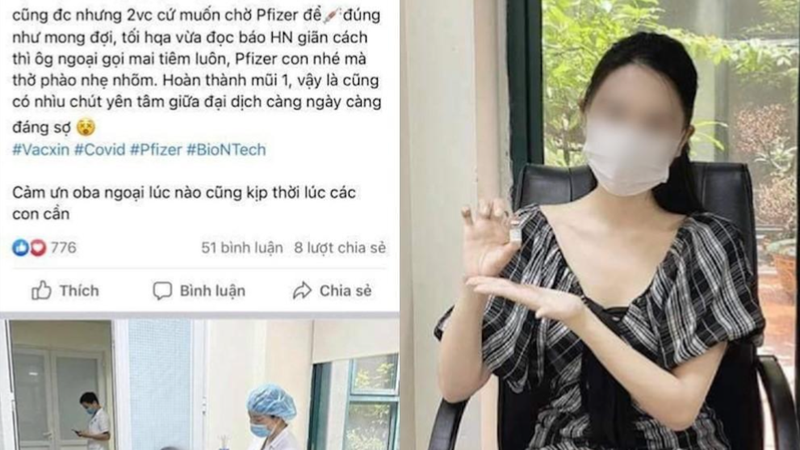 cũng đc nhưng 2vc cứ muốn chờ Pfizer để💉đúng
như mong đợi, tối hqa vừa đọc báo HN giãn cách
thì ôg ngoại gọi mai tiêm luôn, Pfizer con nhé mà
thở phào nhẹ nhõm. Hoàn thành mũi 1, vậy là cũng
có nhìu chút yên tâm giữa đại dịch càng ngày càng
đáng sợ 😵
#Vacxin #Covid #Pfizer #BioNTech
Cảm ưn oba ngoại lúc nào cũng kịp thời lúc các
con cần
776 51 bình luận 8 lượt chia sẻ
Thích Bình luận Chia sẻ